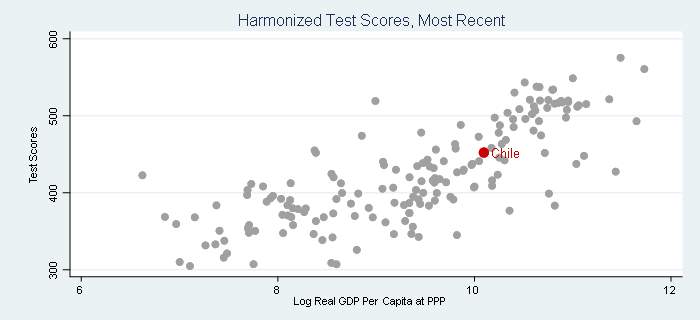 Harmonized Test Scores, Most Recent
600
500
400
300
Test Scores
Chile
6
8
10
12
Log Real GDP Per Capita at PPP